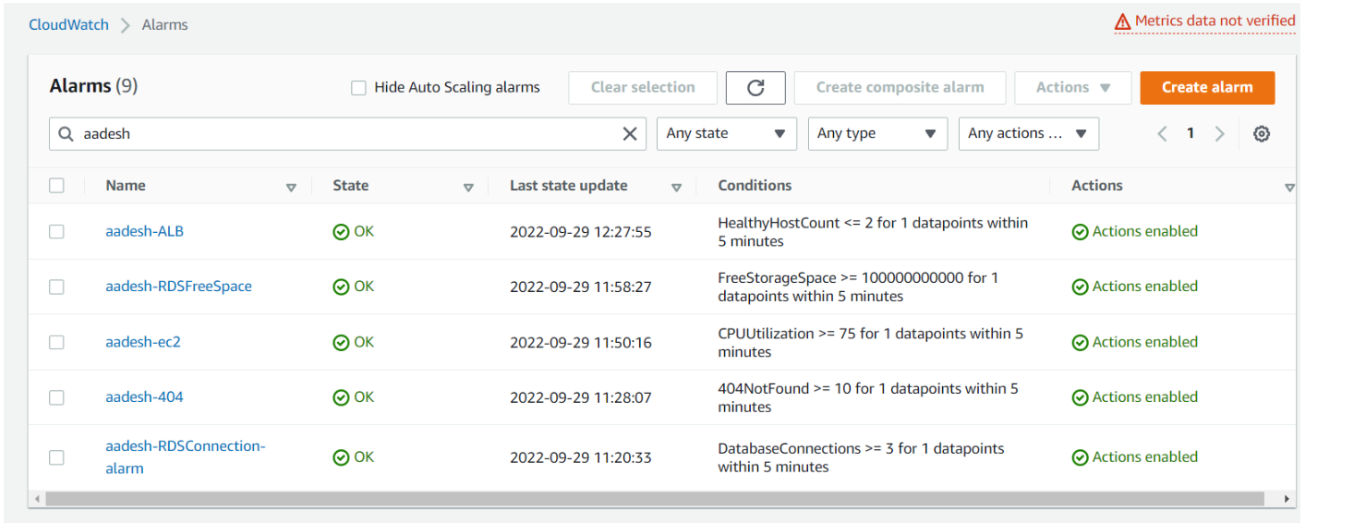 CloudWatch > Alarms
Metrics data not verified
Alarms (9)
Hide Auto Scaling alarms
Clear selection
Create composite alarm
Actions
Create alarm
aadesh
Any state
Any type
Any actions ...
< 1 >
Name State Last state update Conditions Actions
aadesh-ALB OK 2022-09-29 12:27:55 HealthyHostCount <= 2 for 1 datapoints within Actions enabled
5 minutes
aadesh-RDSFreeSpace OK 2022-09-29 11:58:27 FreeStorageSpace >= 100000000000 for 1 Actions enabled
datapoints within 5 minutes
aadesh-ec2 OK 2022-09-29 11:50:16 CPUUtilization >= 75 for 1 datapoints within 5 Actions enabled
minutes
aadesh-404 OK 2022-09-29 11:28:07 404NotFound >= 10 for 1 datapoints within 5 Actions enabled
minutes
aadesh-RDSConnection- OK 2022-09-29 11:20:33 DatabaseConnections >= 3 for 1 datapoints Actions enabled
alarm within 5 minutes